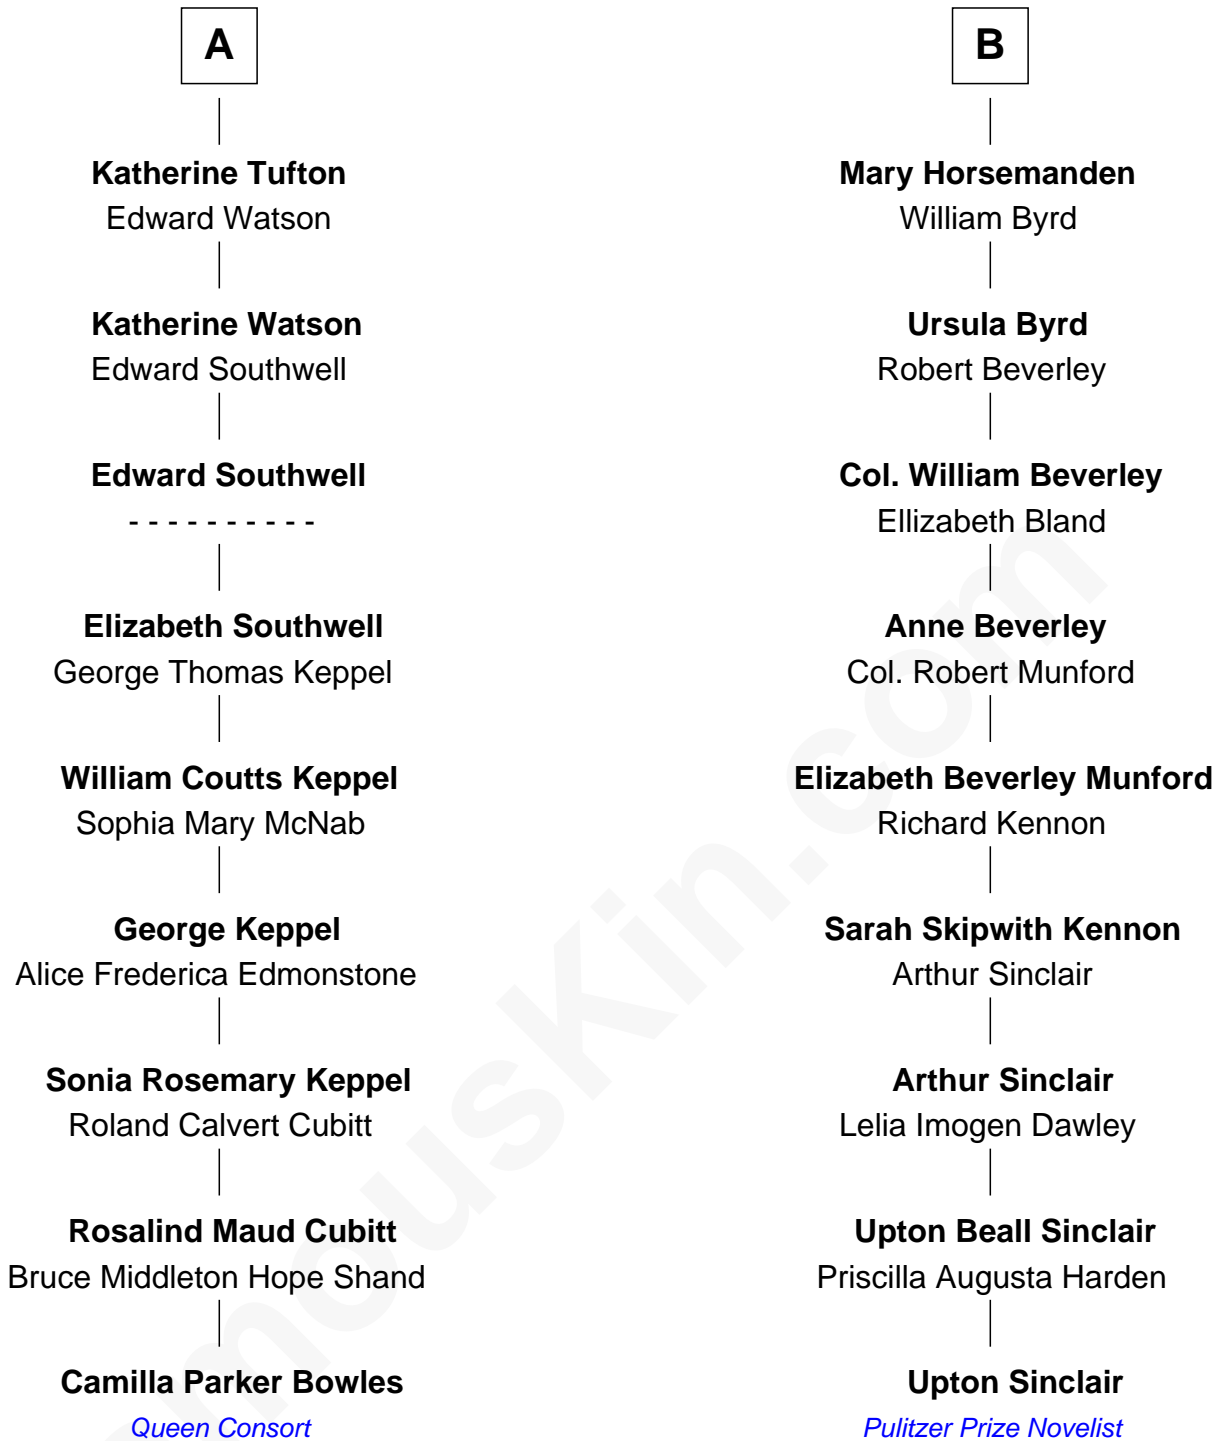 A
Katherine Tufton
Edward Watson
Katherine Watson
Edward Southwell
Edward Southwell
- - - - - - - - - -
Elizabeth Southwell
George Thomas Keppel
William Coutts Keppel
Sophia Mary McNab
George Keppel
Alice Frederica Edmonstone
Sonia Rosemary Keppel
Roland Calvert Cubitt
Rosalind Maud Cubitt
Bruce Middleton Hope Shand
Camilla Parker Bowles
Queen Consort
B
Mary Horsemanden
William Byrd
Ursula Byrd
Robert Beverley
Col. William Beverley
Ellizabeth Bland
Anne Beverley
Col. Robert Munford
Elizabeth Beverley Munford
Richard Kennon
Sarah Skipwith Kennon
Arthur Sinclair
Arthur Sinclair
Lelia Imogen Dawley
Upton Beall Sinclair
Priscilla Augusta Harden
Upton Sinclair
Pulitzer Prize Novelist
mousKin.com